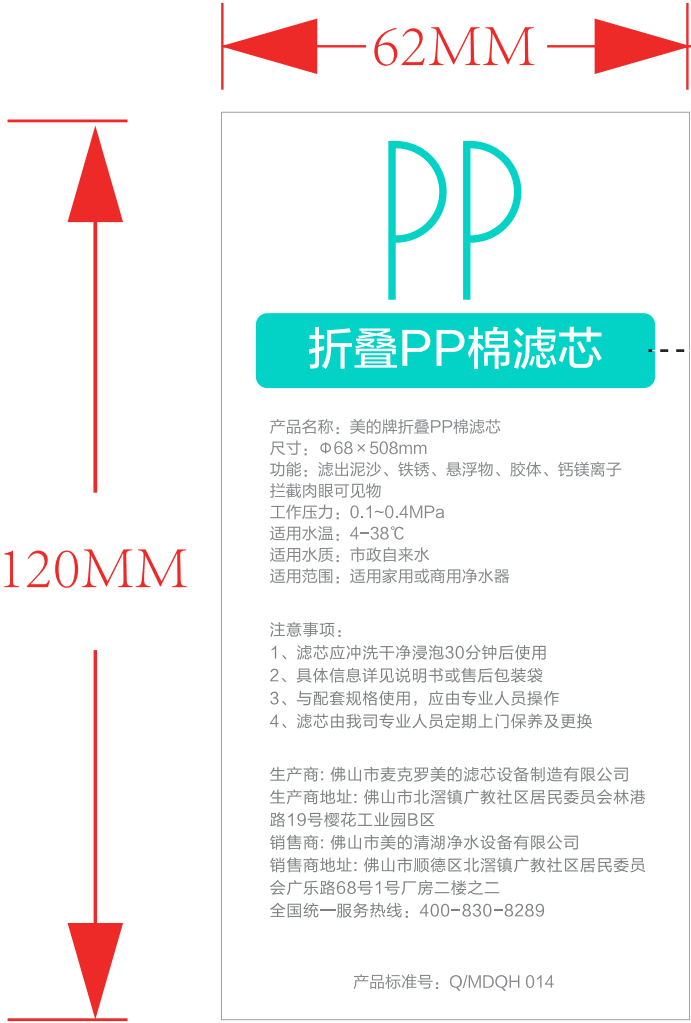 62MM
120MM
PP
折叠PP棉滤芯
产品名称：美的牌折叠PP棉滤芯
尺寸：Φ68×508mm
功能：滤出泥沙、铁锈、悬浮物、胶体、钙镁离子
拦截肉眼可见物
工作压力：0.1~0.4MPa
适用水温：4-38℃
适用水质：市政自来水
适用范围：适用家用或商用净水器
注意事项：
1、滤芯应冲洗干净浸泡30分钟后使用
2、具体信息详见说明书或售后包装袋
3、与配套规格使用，应由专业人员操作
4、滤芯由我司专业人员定期上门保养及更换
生产商: 佛山市麦克罗美的滤芯设备制造有限公司
生产商地址: 佛山市北滘镇广教社区居民委员会林港
路19号樱花工业园B区
销售商: 佛山市美的清湖净水设备有限公司
销售商地址: 佛山市顺德区北滘镇广教社区居民委员
会广乐路68号1号厂房二楼之二
全国统一服务热线：400-830-8289
产品标准号：Q/MDQH 014